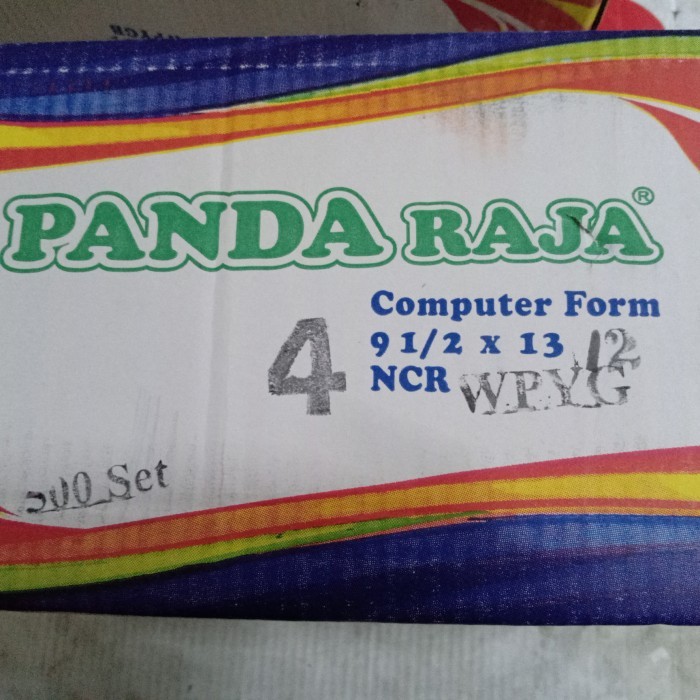 PANDA RAJA®
4
Computer Form
9 1/2 x 13 /2
NCR WPYG
500 Set